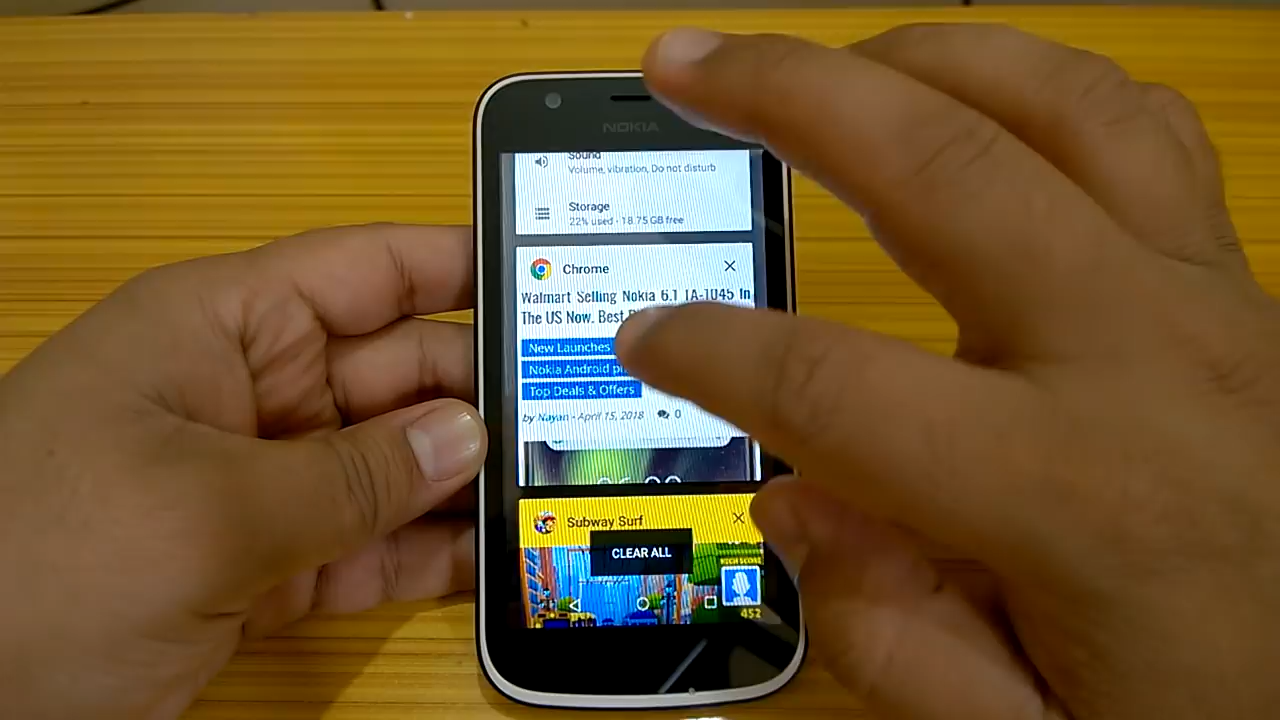 NOKIA
Sound
Volume, vibration, Do not disturb
Storage
22% used - 18.75 GB free
Chrome
Walmart Selling Nokia 6.1 TA-1045 In
The US Now. Best
New Launches
Nokia Android
Top Deals & Offers
by Nayan - April 15, 2018 0
Subway Surf
CLEAR ALL
HIGH SCORE
452